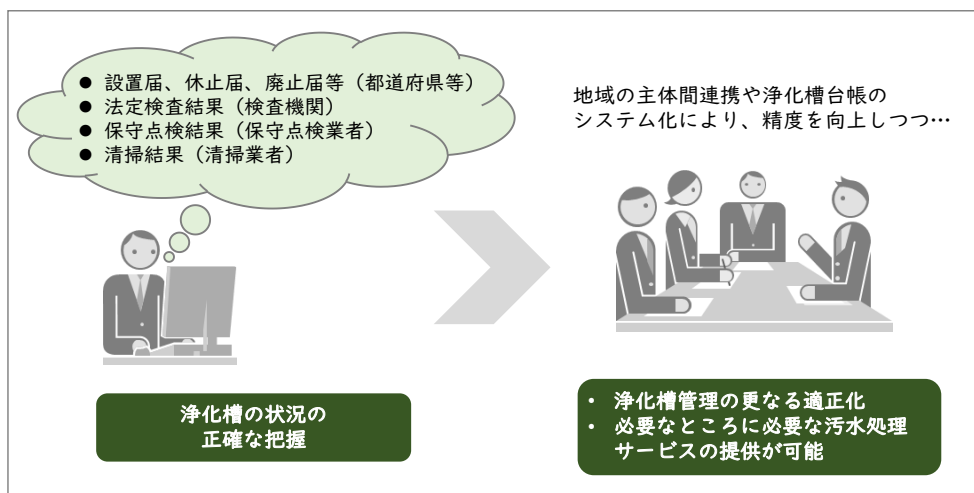 ● 設置届、休止届、廃止届等（都道府県等）
● 法定検査結果（検査機関）
● 保守点検結果（保守点検業者）
● 清掃結果（清掃業者）
地域の主体間連携や浄化槽台帳の
システム化により、精度を向上しつつ…
浄化槽の状況の
正確な把握
・ 浄化槽管理の更なる適正化
・ 必要なところに必要な汚水処理
サービスの提供が可能